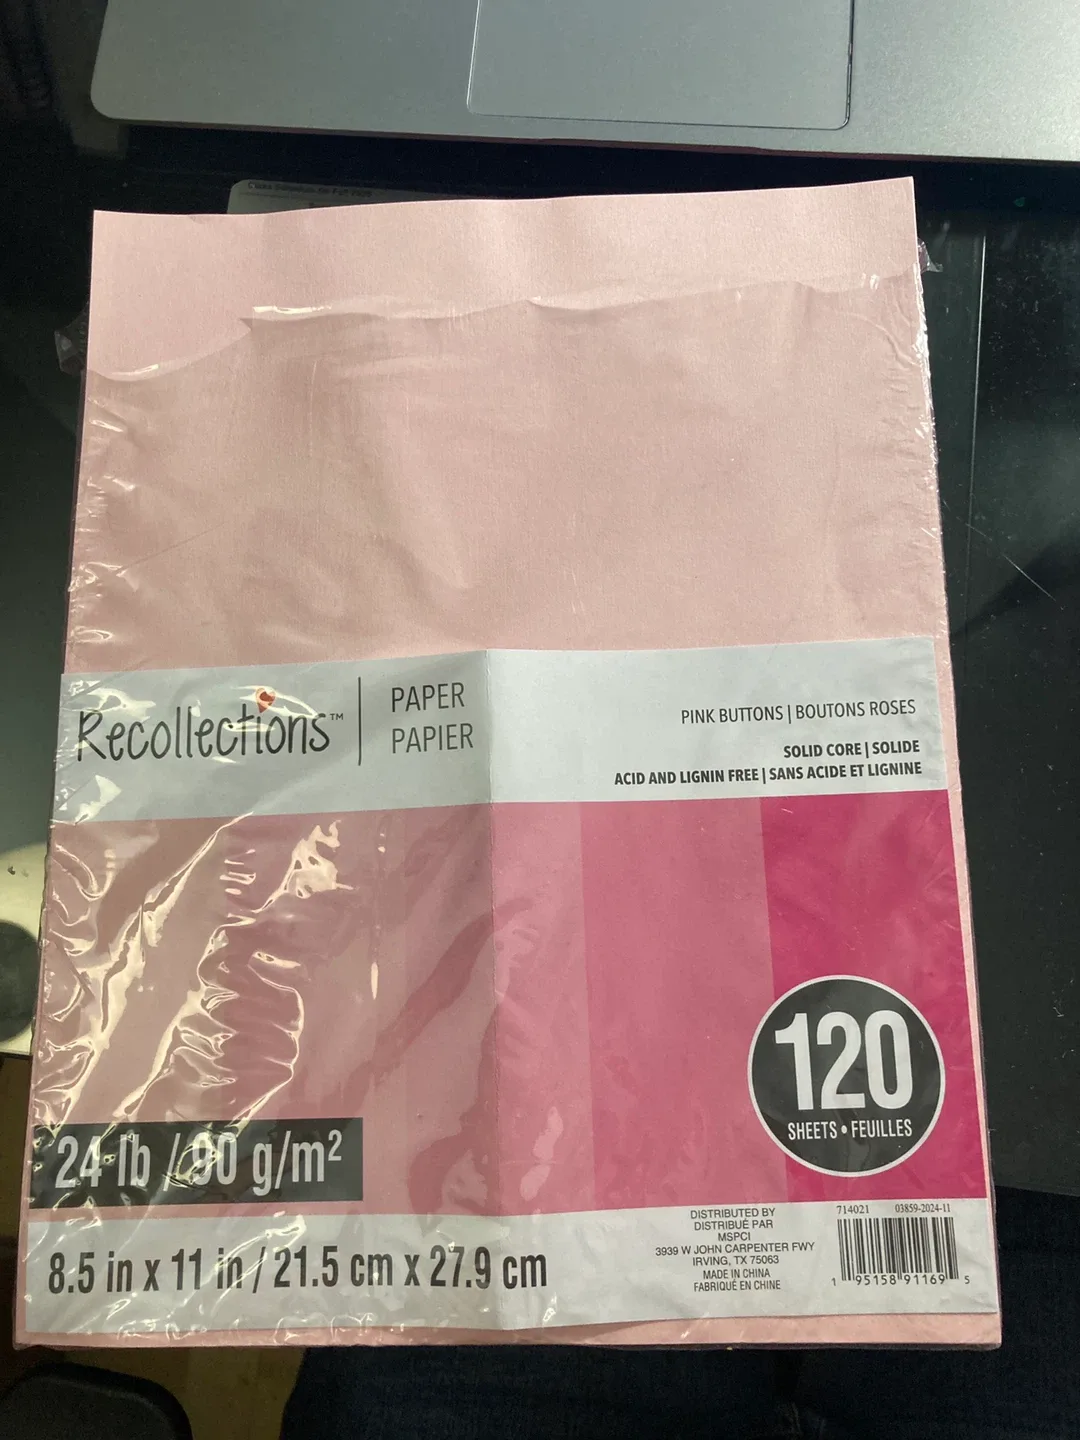 Recollections™
PAPER
PAPIER
PINK BUTTONS | BOUTONS ROSES
SOLID CORE | SOLIDE
ACID AND LIGNIN FREE | SANS ACIDE ET LIGNINE
120
SHEETS • FEUILLES
24 lb / 90 g/m²
8.5 in x 11 in / 21.5 cm x 27.9 cm
DISTRIBUTED BY
DISTRIBUÉ PAR
MSPCI
3939 W JOHN CARPENTER FWY
IRVING, TX 75063
MADE IN CHINA
FABRIQUÉ EN CHINE
714021 03859-2024-11
1 95158 91169 5